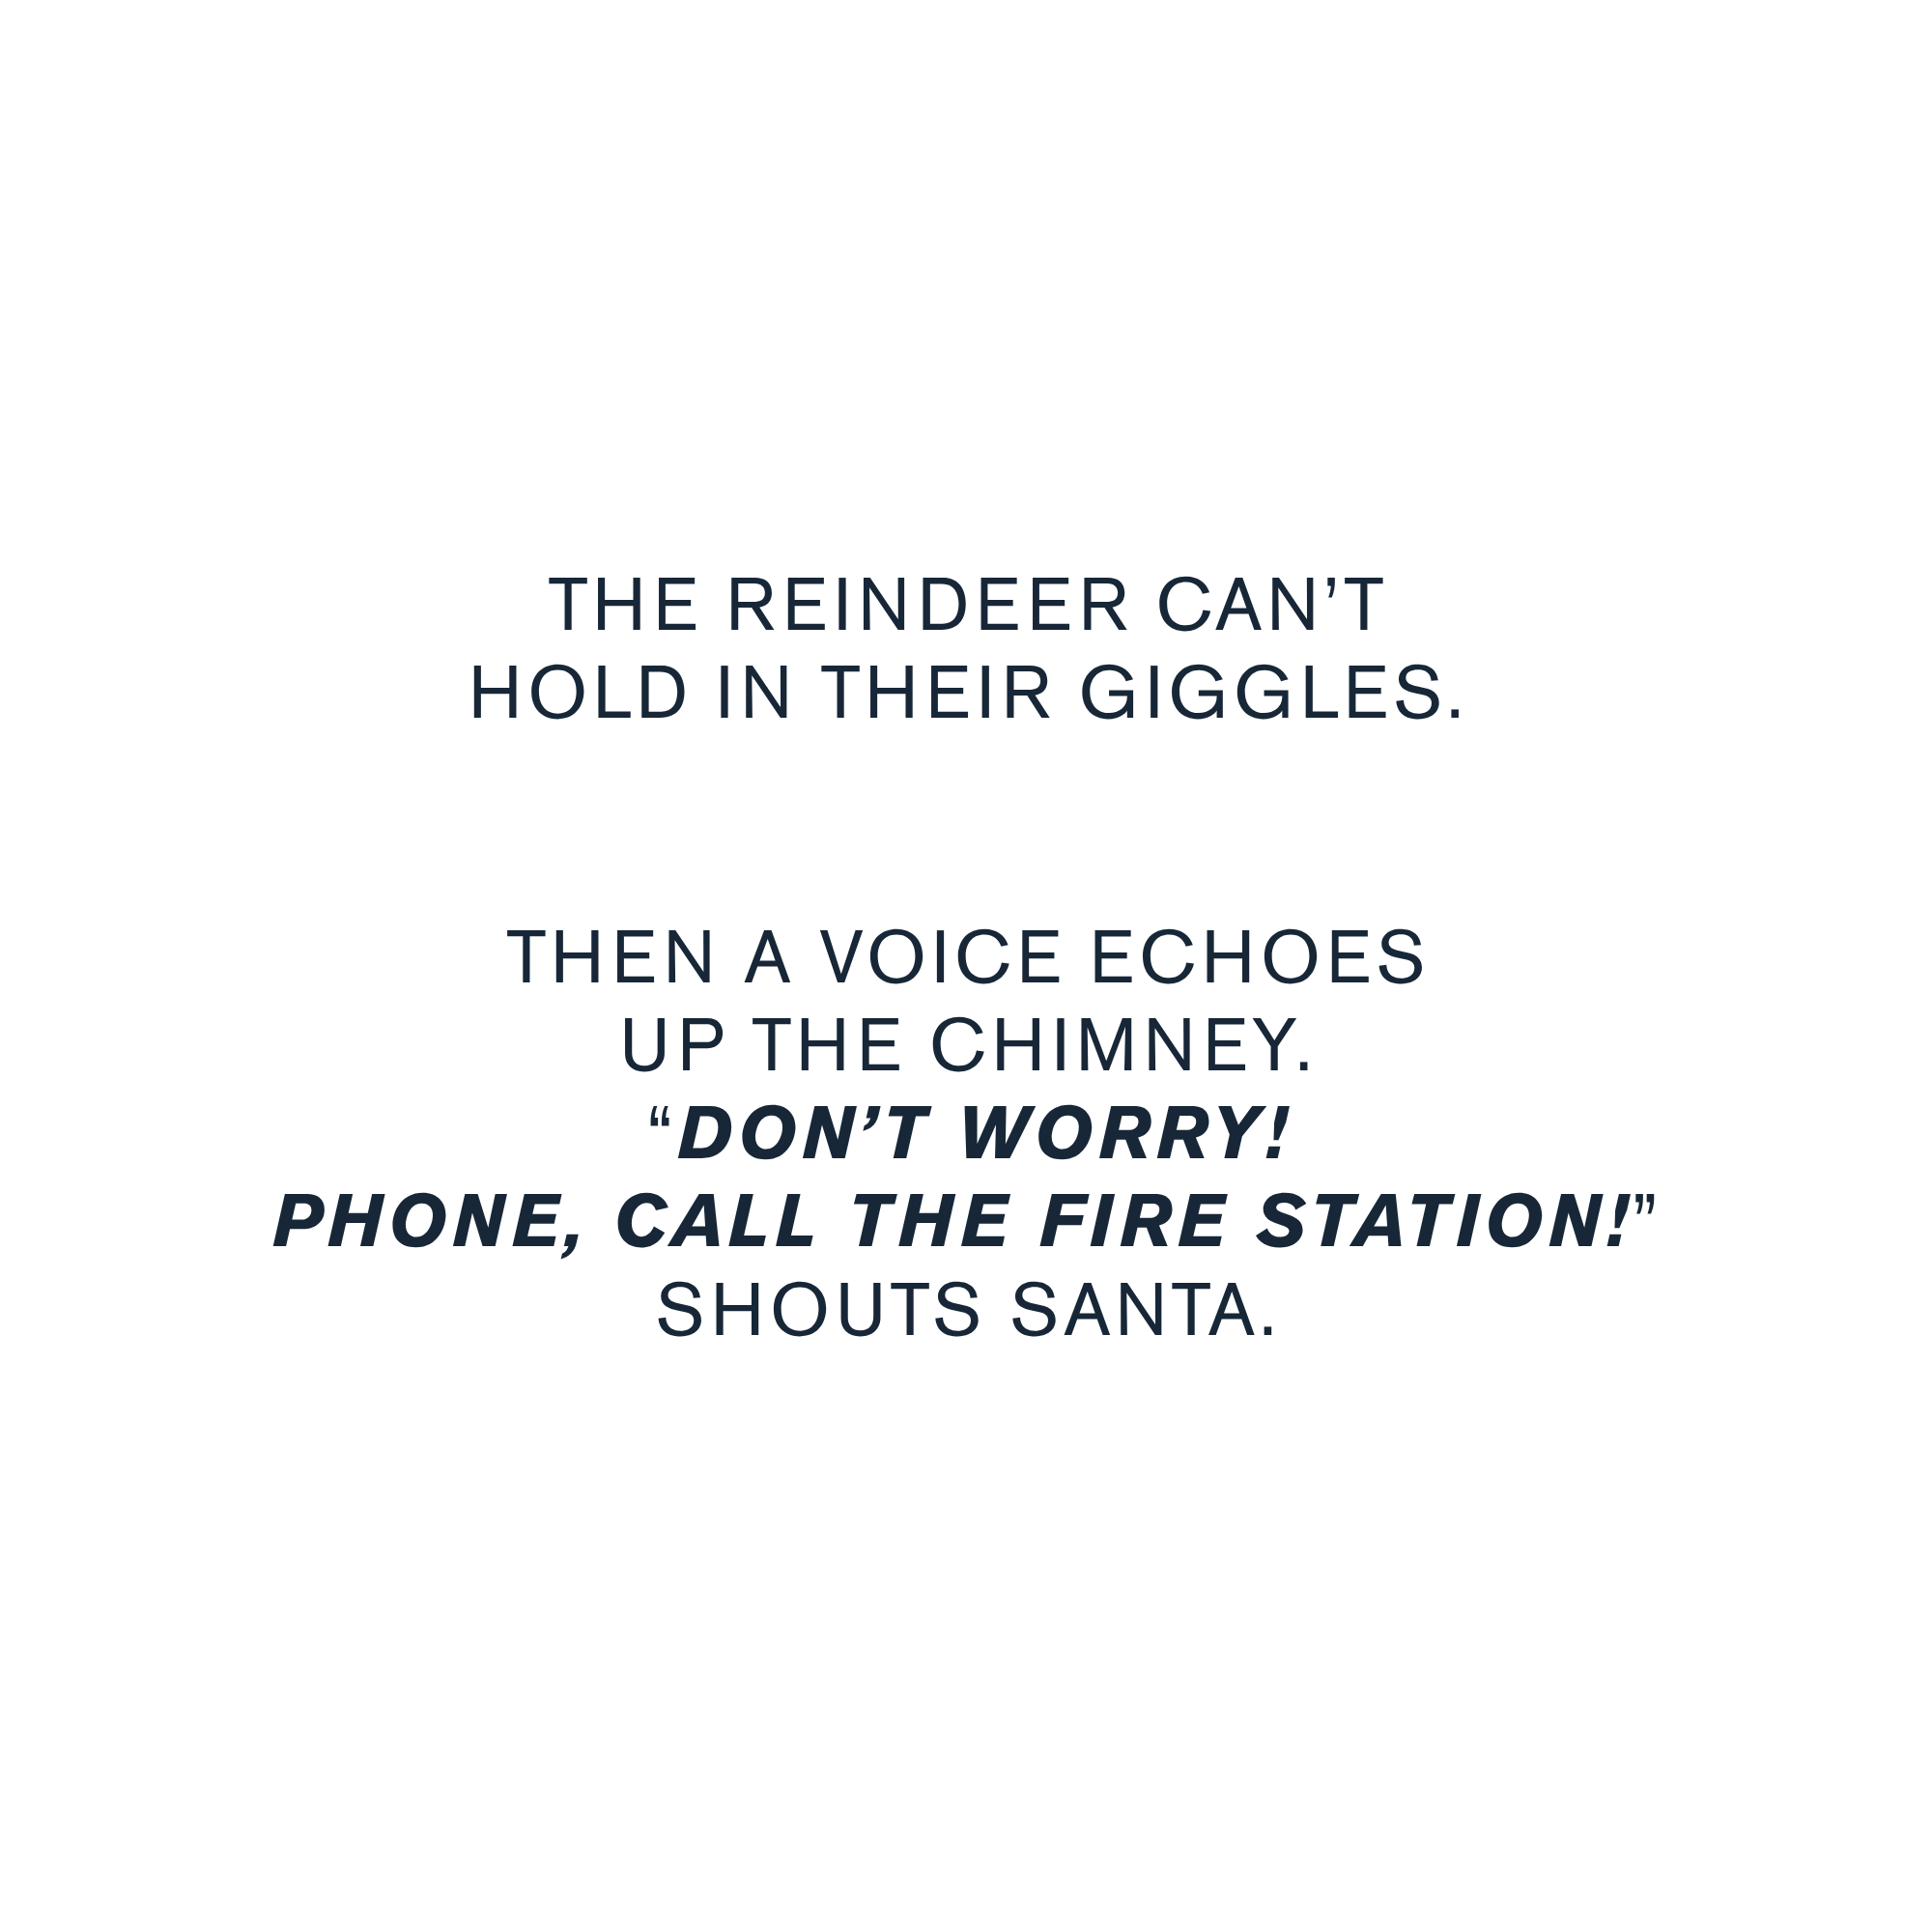 THE REINDEER CAN’T
HOLD IN THEIR GIGGLES.
THEN A VOICE ECHOES
UP THE CHIMNEY.
“DON’T WORRY!
PHONE, CALL THE FIRE STATION!”
SHOUTS SANTA.